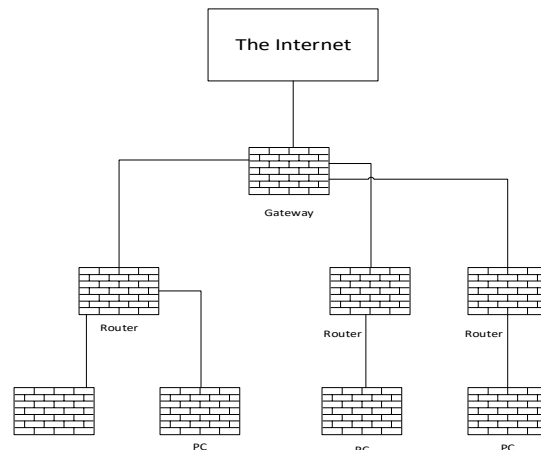 The Internet
Gateway
Router
Router
Router
PC
PC
PC